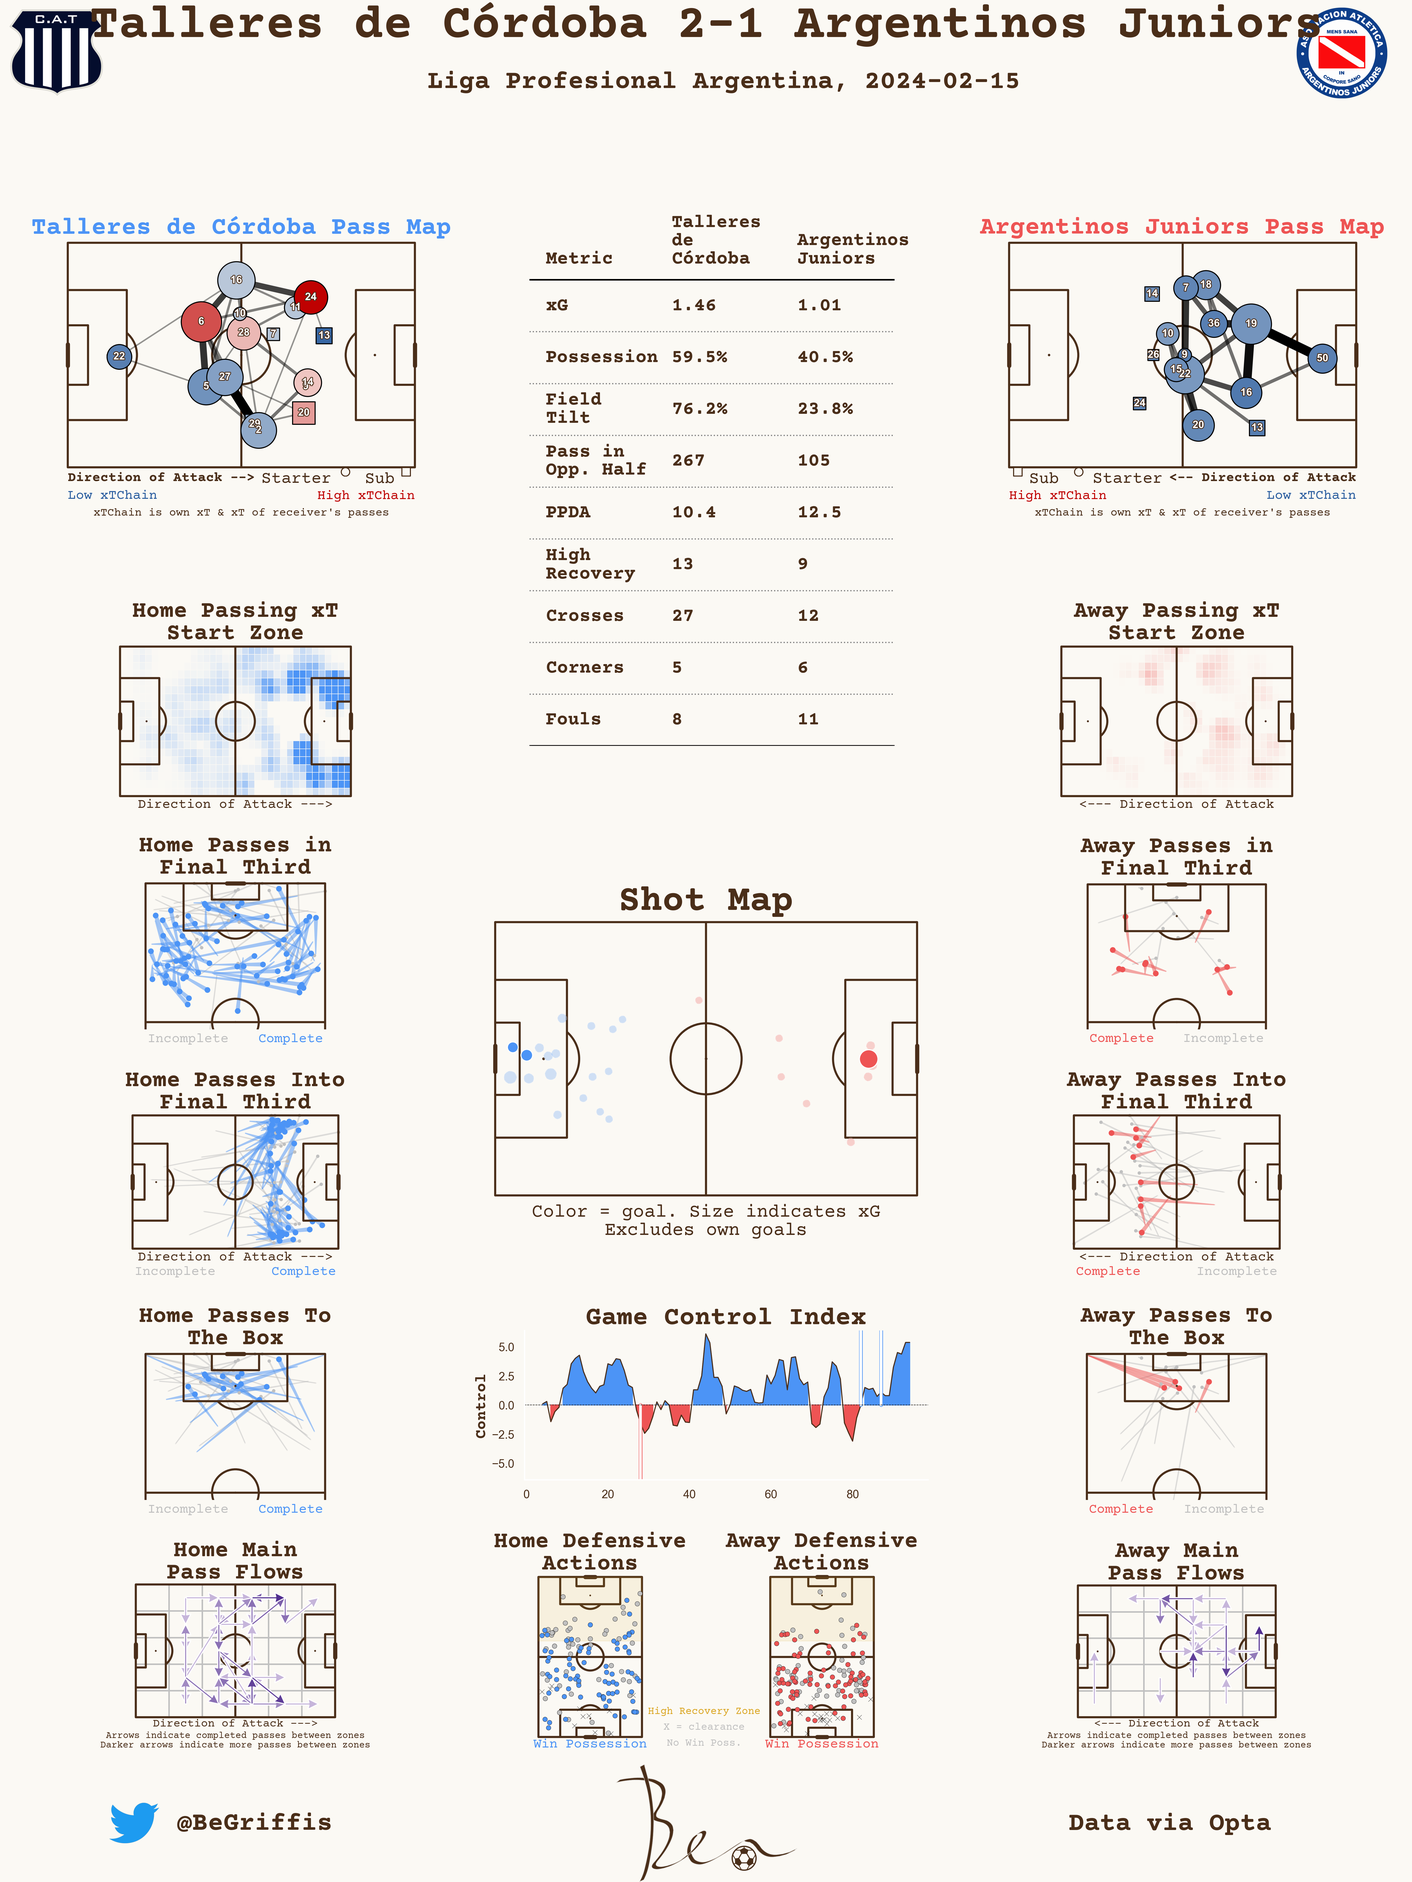 C.A.T
Talleres de Córdoba 2-1 Argentinos Juniors
Liga Profesional Argentina, 2024-02-15
ASOCIACION ATLETICA
MENS SANA
IN
CORPORE SANO
ARGENTINOS JUNIORS
Talleres de Córdoba Pass Map
16
24
11
10
6
28
7
13
22
5
27
14
20
29
2
Direction of Attack --> Starter Sub
Low xTChain High xTChain
xTChain is own xT & xT of receiver's passes
Metric Talleres de Córdoba Argentinos Juniors
xG 1.46 1.01
Possession 59.5% 40.5%
Field Tilt 76.2% 23.8%
Pass in Opp. Half 267 105
PPDA 10.4 12.5
High Recovery 13 9
Crosses 27 12
Corners 5 6
Fouls 8 11
Argentinos Juniors Pass Map
14
7
18
36
19
10
26
9
50
15
22
16
24
20
13
Sub Starter <-- Direction of Attack
High xTChain Low xTChain
xTChain is own xT & xT of receiver's passes
Home Passing xT
Start Zone
Direction of Attack --->
Away Passing xT
Start Zone
<--- Direction of Attack
Home Passes in
Final Third
Incomplete Complete
Away Passes in
Final Third
Complete Incomplete
Shot Map
Color = goal. Size indicates xG
Excludes own goals
Home Passes Into
Final Third
Direction of Attack --->
Incomplete Complete
Away Passes Into
Final Third
<--- Direction of Attack
Complete Incomplete
Home Passes To
The Box
Incomplete Complete
Game Control Index
Control
5.0
2.5
0.0
−2.5
−5.0
0 20 40 60 80
Away Passes To
The Box
Complete Incomplete
Home Main
Pass Flows
Direction of Attack --->
Arrows indicate completed passes between zones
Darker arrows indicate more passes between zones
Home Defensive
Actions
Win Possession
High Recovery Zone
X = clearance
No Win Poss.
Away Defensive
Actions
Win Possession
Away Main
Pass Flows
<--- Direction of Attack
Arrows indicate completed passes between zones
Darker arrows indicate more passes between zones
@BeGriffis
Ben
Data via Opta